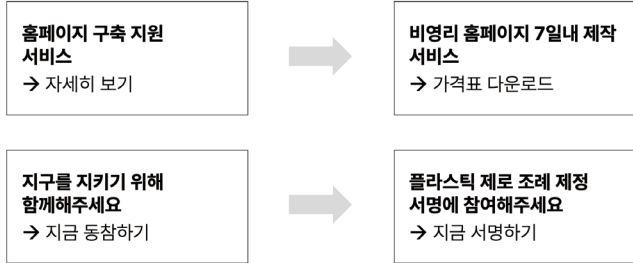 홈페이지 구축 지원
서비스
→ 자세히 보기
비영리 홈페이지 7일내 제작
서비스
→ 가격표 다운로드
지구를 지키기 위해
함께해주세요
→ 지금 동참하기
플라스틱 제로 조례 제정
서명에 참여해주세요
→ 지금 서명하기